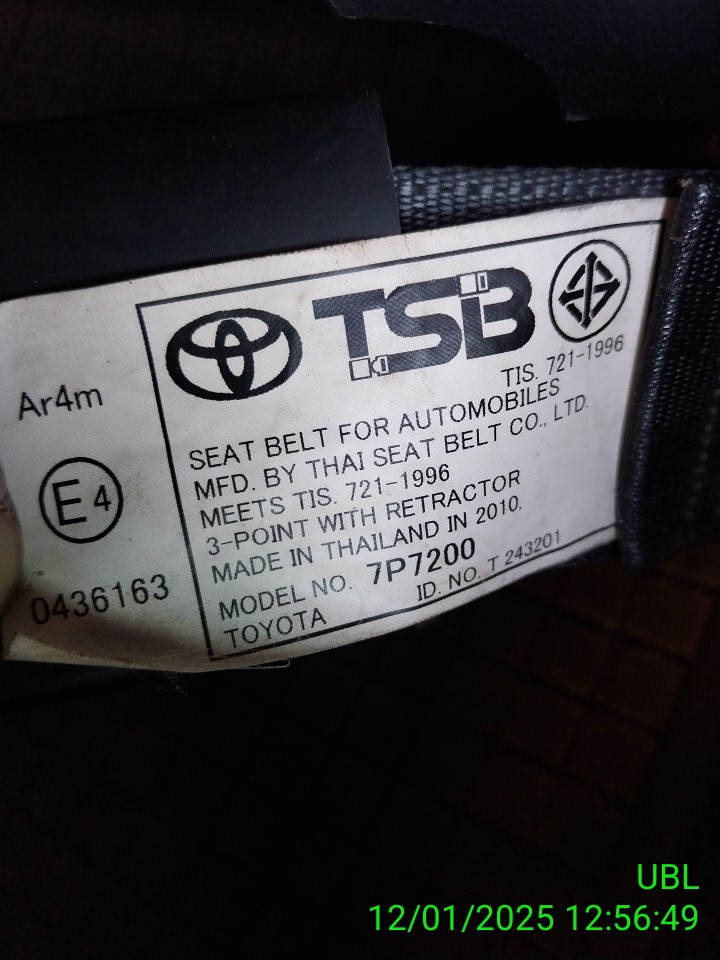 TSB
TIS. 721-1996
Ar4m
E4
0436163
SEAT BELT FOR AUTOMOBILES
MFD. BY THAI SEAT BELT CO., LTD.
MEETS TIS. 721-1996
3-POINT WITH RETRACTOR
MADE IN THAILAND IN 2010.
MODEL NO. 7P7200
TOYOTA ID. NO. T 243201
UBL
12/01/2025 12:56:49